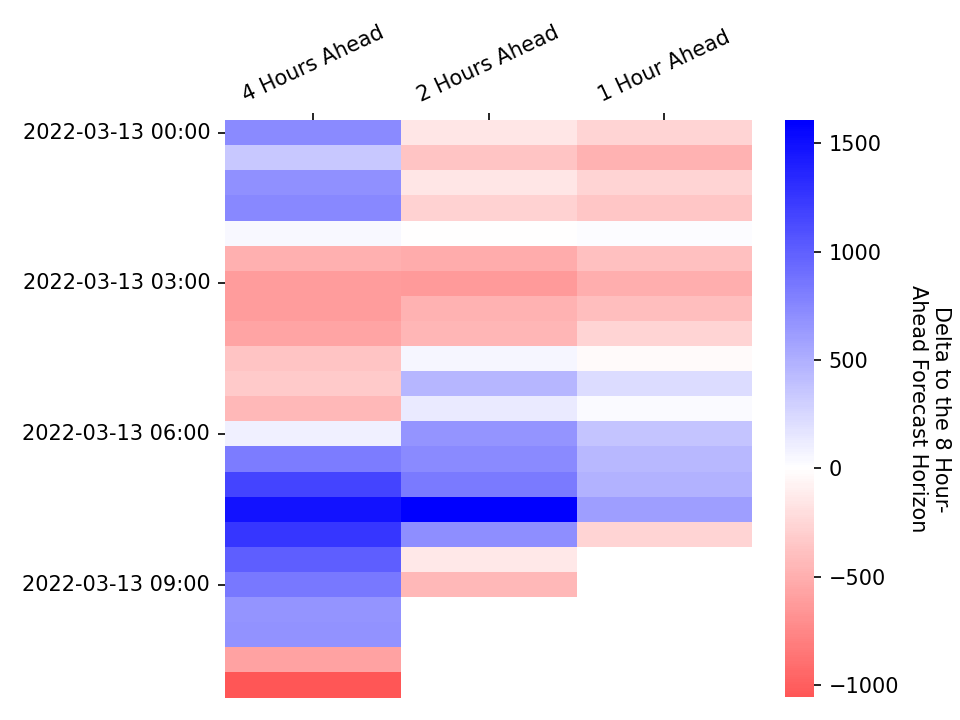 4 Hours Ahead
2 Hours Ahead
1 Hour Ahead
2022-03-13 00:00
2022-03-13 03:00
2022-03-13 06:00
2022-03-13 09:00
1500
1000
500
0
−500
−1000
Delta to the 8 Hour-
Ahead Forecast Horizon